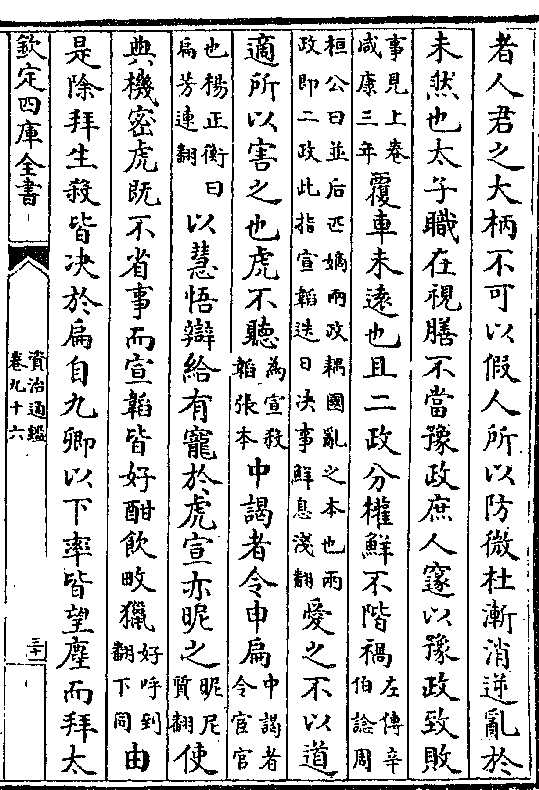 者人君之大柄不可以假人所以防微杜漸消逆亂於
未然也太子職在視膳不當豫政庶人邃以豫政致敗
事見上卷咸康三年覆車未遠也且二政分權鮮不階禍左傳辛伯諗周
桓公曰並后匹嫡兩政耦國亂之本也兩政即二政此指宣韜迭日决事鮮息淺翻愛之不以道
適所以害之也虎不聽為宣殺韜張本中謁者令申扁中謁者令宦官
也楊正衡曰扁芳連翻以慧悟辯給有寵於虎宣亦昵之昵尼質翻使
典機密虎既不省事而宣韜皆好酣飲畋獵好呼到翻下同由
是除拜生殺皆决於扁自九卿以下率皆望塵而拜太
欽定四庫全書
資治通鑑
卷九十六